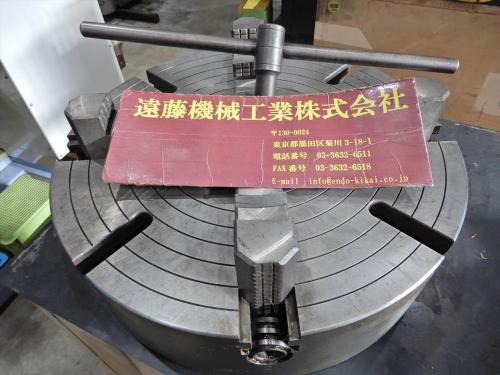 遠藤機械工業株式会社
〒130-0024
東京都墨田区菊川 3-18-1
電話番号 03-3632-6511
FAX番号 03-3632-6518
E-mail info@endo-kikai.co.jp